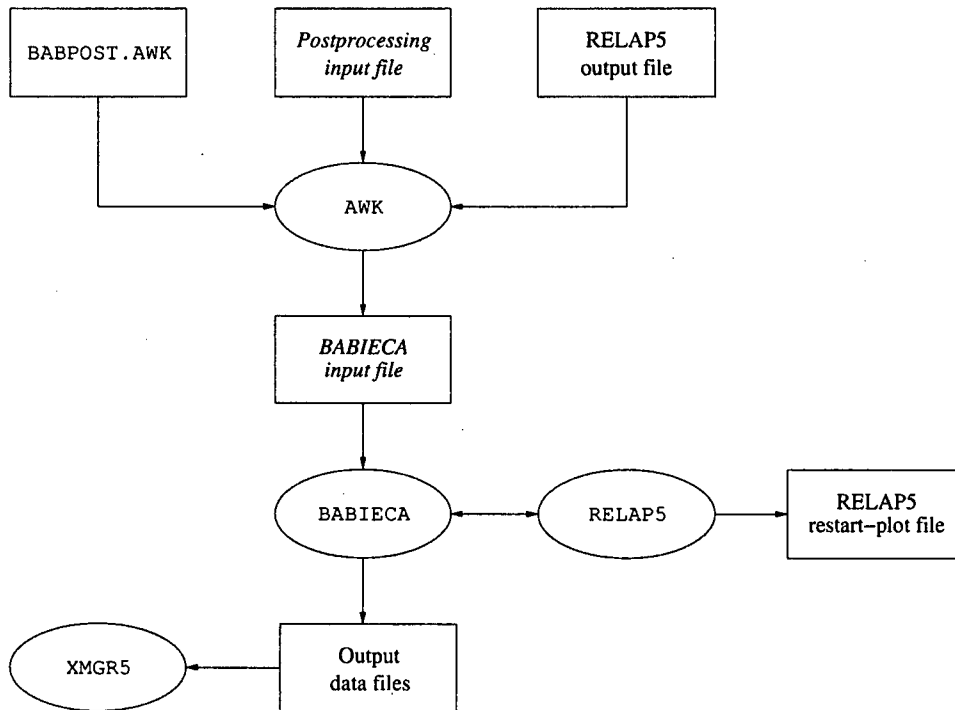 BABPOST.AWK
Postprocessing
input file
RELAP5
output file
AWK
BABIECA
input file
BABIECA
RELAP5
RELAP5
restart−plot file
XMGR5
Output
data files